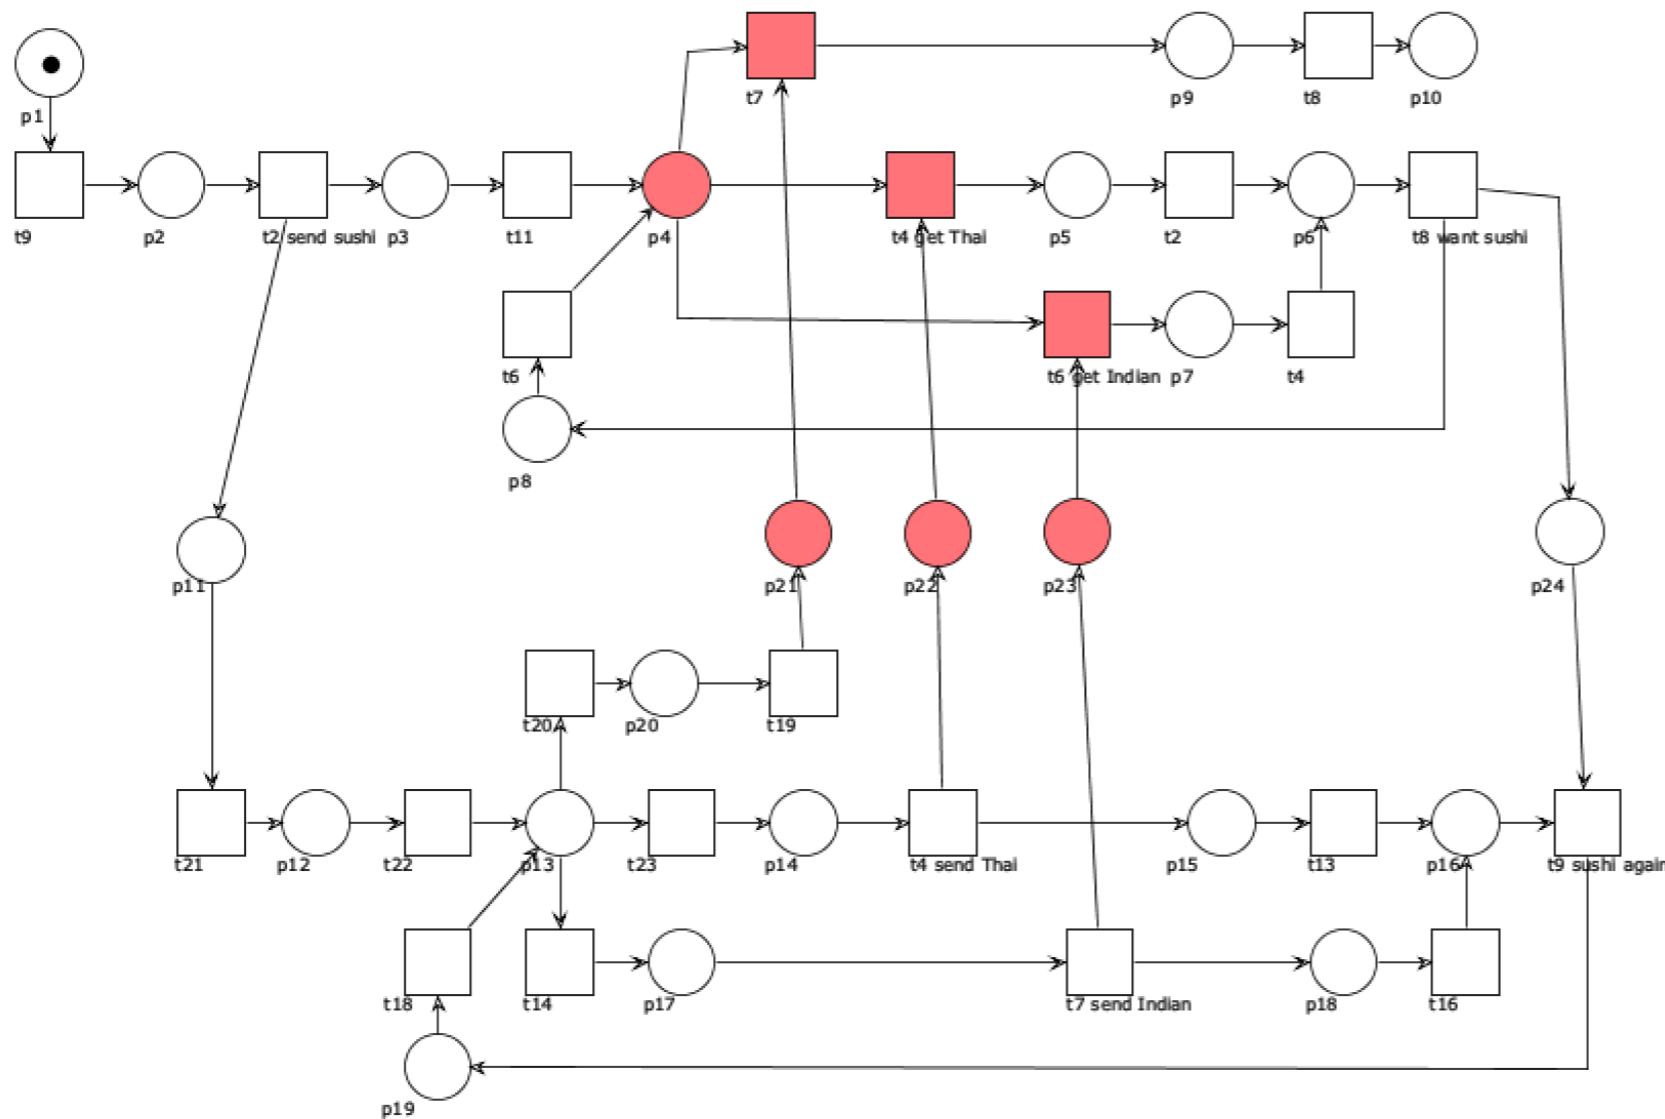 t7
p9
t8
p10
p1
t9
p2
t2 send sushi
p3
t11
p4
t4 get Thai
p5
t2
p6
t8 want sushi
t6
t6 get Indian
p7
t4
p8
p11
p21
p22
p23
p24
t20
p20
t19
t21
p12
t22
p13
t23
p14
t4 send Thai
p15
t13
p16
t9 sushi again
t18
t14
p17
t7 send Indian
p18
t16
p19